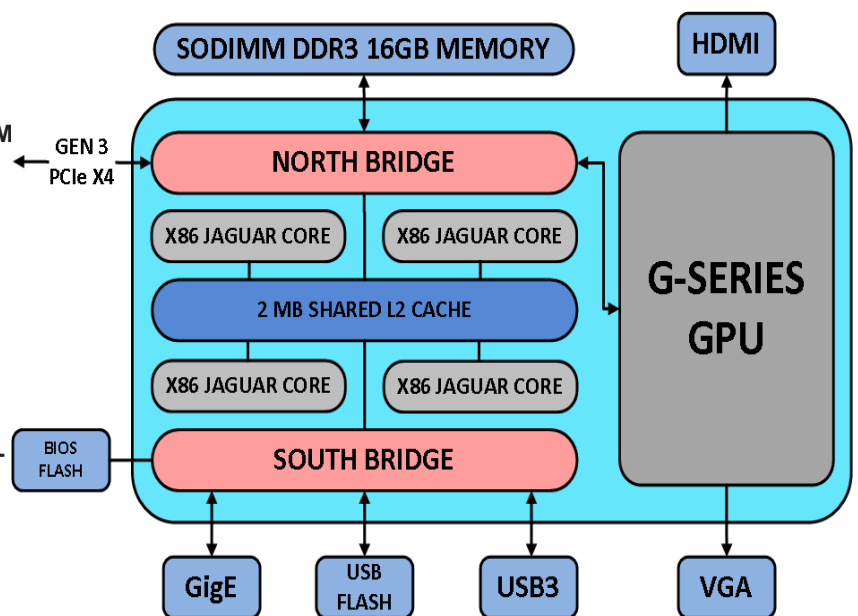 SODIMM DDR3 16GB MEMORY
HDMI
M
GEN 3
PCIe X4
NORTH BRIDGE
X86 JAGUAR CORE
X86 JAGUAR CORE
G-SERIES
GPU
2 MB SHARED L2 CACHE
X86 JAGUAR CORE
X86 JAGUAR CORE
BIOS
FLASH
SOUTH BRIDGE
GigE
USB
FLASH
USB3
VGA